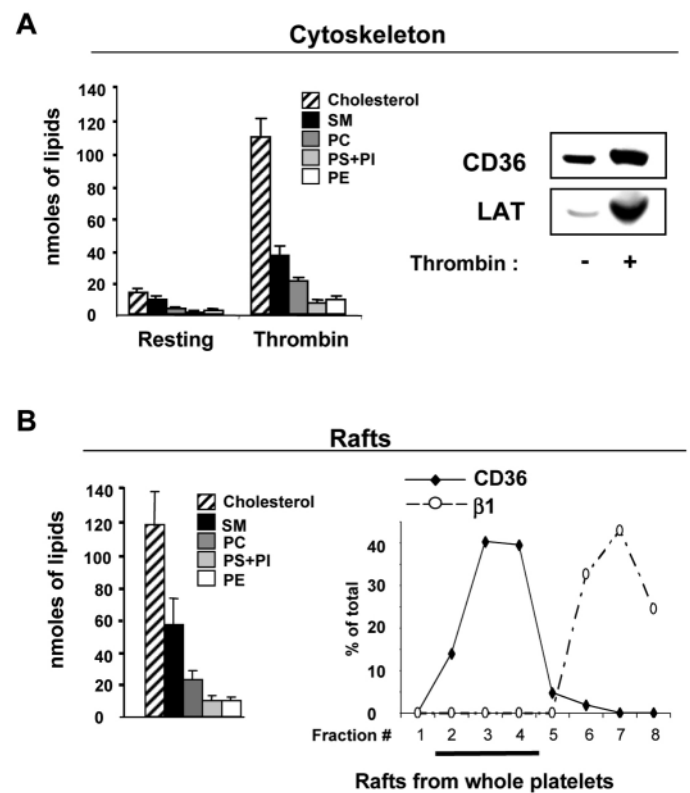 A
Cytoskeleton
nmoles of lipids
140
120
100
80
60
40
20
0
Cholesterol
SM
PC
PS+PI
PE
Resting Thrombin
CD36
LAT
Thrombin : - +
B
Rafts
nmoles of lipids
140
120
100
80
60
40
20
0
Cholesterol
SM
PC
PS+PI
PE
CD36
β1
% of total
40
30
20
10
0
Fraction # 1 2 3 4 5 6 7 8
Rafts from whole platelets